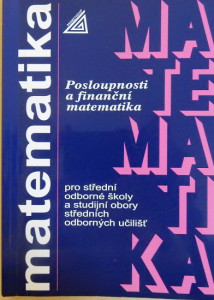 matematika
Posloupnosti
a finanční
matematika
pro střední
odborné školy
a studijní obory
středních
odborných učilišť
MA
TE
MA
TI
KA